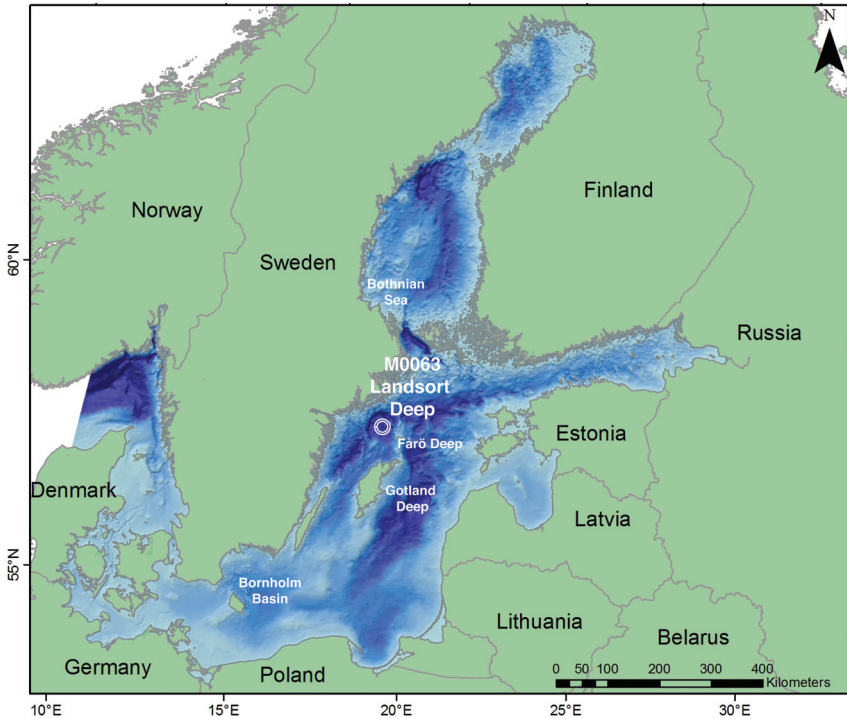 N
Norway
Finland
60°N
Sweden
Bothnian
Sea
Russia
M0063
Landsort
Deep
Estonia
Fårö Deep
Denmark
Gotland
Deep
Latvia
55°N
Bornholm
Basin
Lithuania
Belarus
Germany
Poland
0 50 100 200 300 400
Kilometers
10°E 15°E 20°E 25°E 30°E